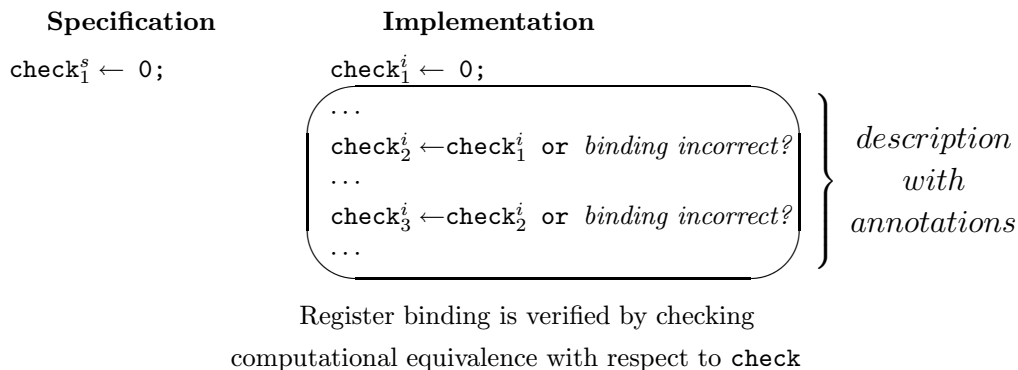 Specification Implementation
check₁ˢ ← 0; check₁ⁱ ← 0;
...
check₂ⁱ ←check₁ⁱ or binding incorrect?
...
check₃ⁱ ←check₂ⁱ or binding incorrect?
...
description
with
annotations
Register binding is verified by checking
computational equivalence with respect to check